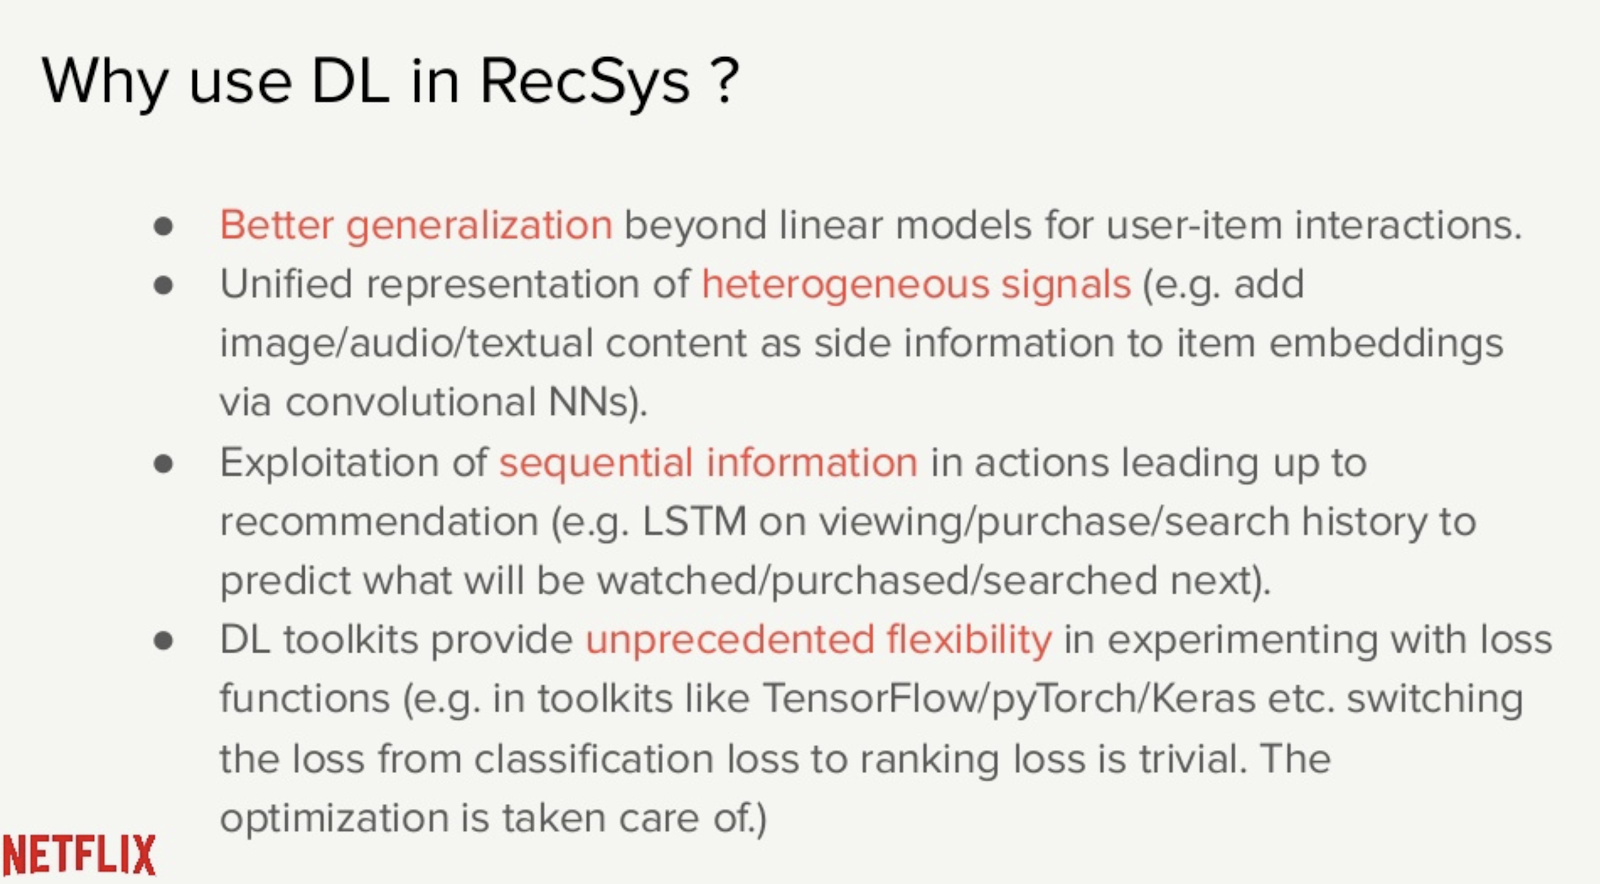 Why use DL in RecSys ?
● Better generalization beyond linear models for user-item interactions.
● Unified representation of heterogeneous signals (e.g. add
image/audio/textual content as side information to item embeddings
via convolutional NNs).
● Exploitation of sequential information in actions leading up to
recommendation (e.g. LSTM on viewing/purchase/search history to
predict what will be watched/purchased/searched next).
● DL toolkits provide unprecedented flexibility in experimenting with loss
functions (e.g. in toolkits like TensorFlow/pyTorch/Keras etc. switching
the loss from classification loss to ranking loss is trivial. The
optimization is taken care of.)
NETFLIX